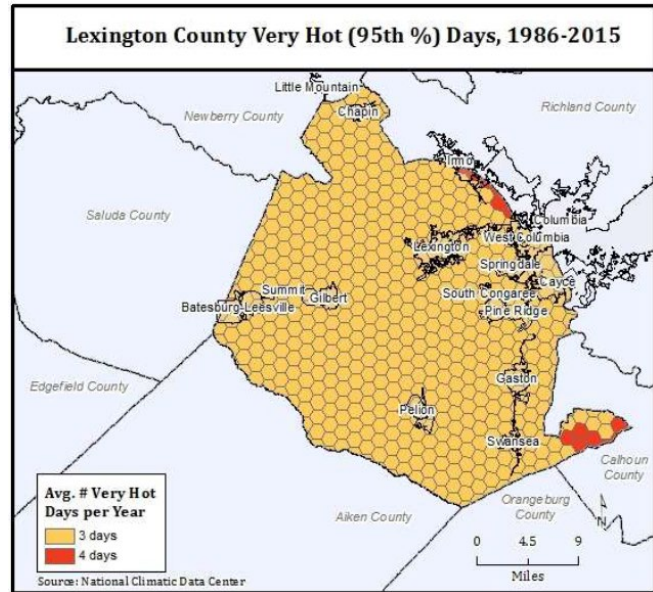 Lexington County Very Hot (95th %) Days, 1986-2015
Little Mountain
Chapin
Newberry County
Richland County
Irmo
Saluda County
Columbia
West Columbia
Lexington
Springdale
Cayce
Summit
Gilbert
South Congaree
Batesburg-Leesville
Pine Ridge
Edgefield County
Gaston
Pelion
Swansea
Calhoun
County
Orangeburg
County
Aiken County
N
Avg. # Very Hot
Days per Year
3 days
4 days
0 4.5 9
Miles
Source: National Climatic Data Center